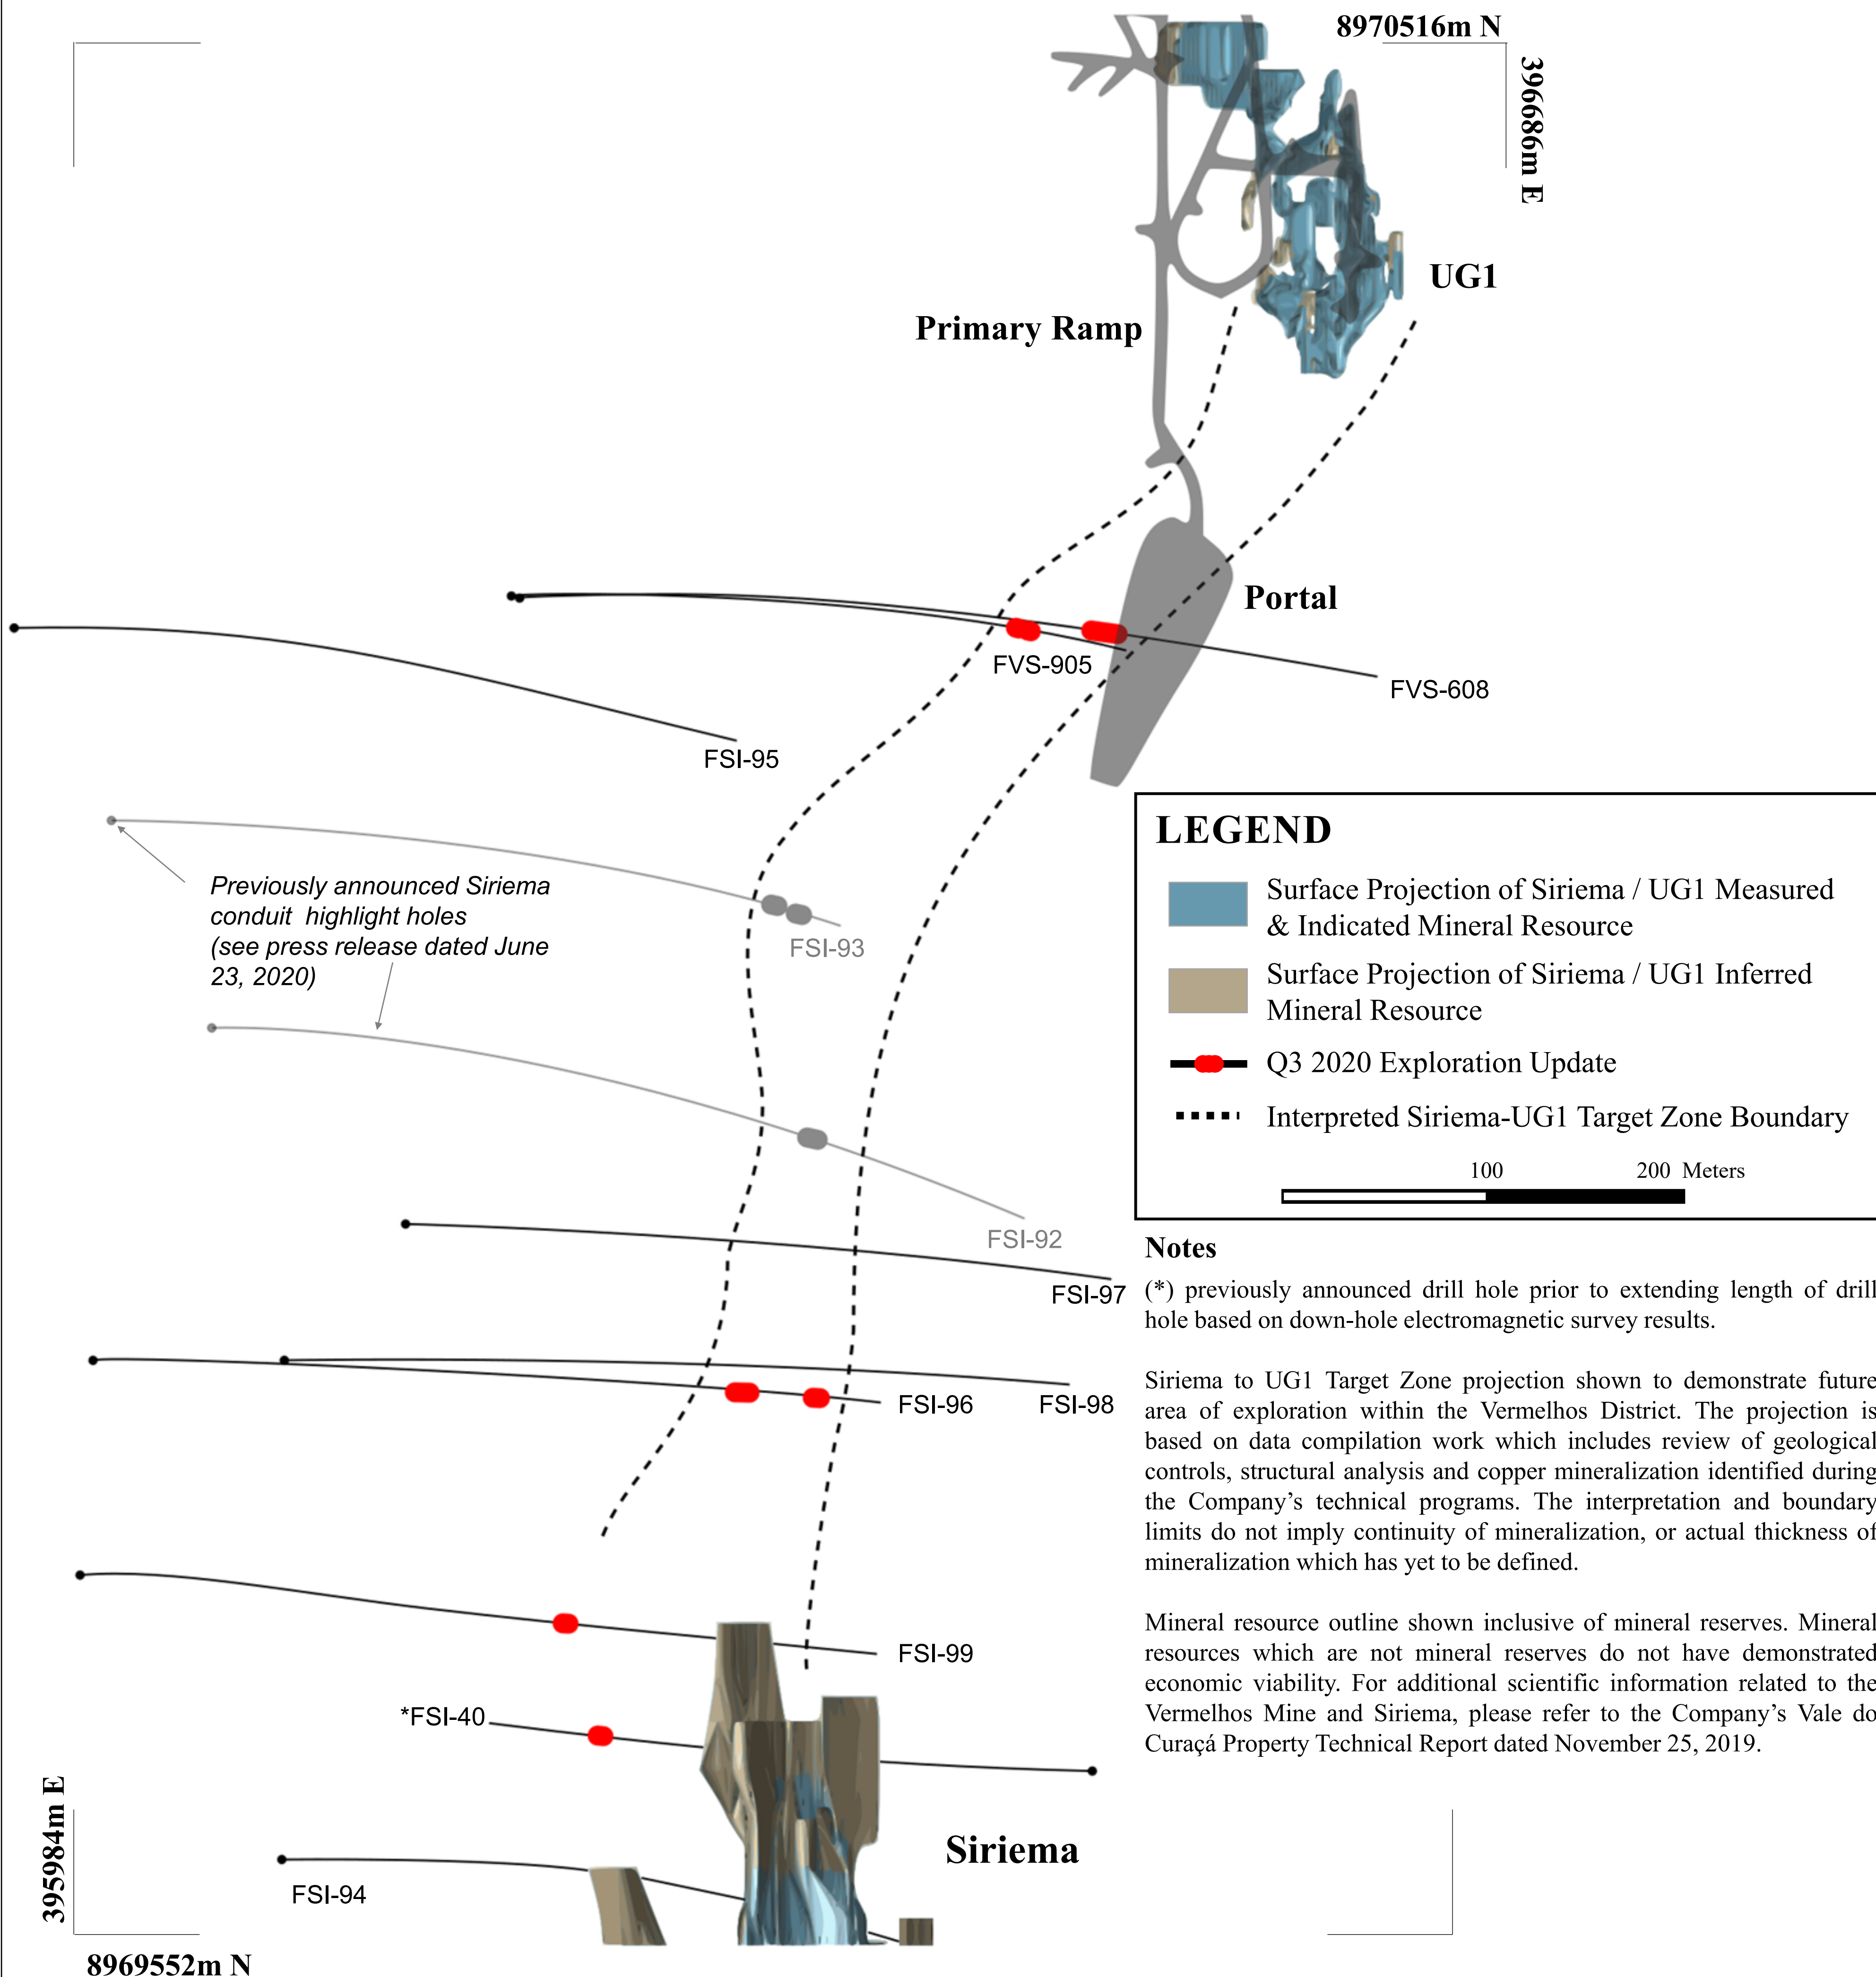 8970516m N
396686m E
UG1
Primary Ramp
Portal
FVS-905
FVS-608
FSI-95
Previously announced Siriema
conduit highlight holes
(see press release dated June
23, 2020)
FSI-93
FSI-92
FSI-97
FSI-96
FSI-98
FSI-99
*FSI-40
Siriema
FSI-94
395984m E
8969552m N
LEGEND
Surface Projection of Siriema / UG1 Measured
& Indicated Mineral Resource
Surface Projection of Siriema / UG1 Inferred
Mineral Resource
Q3 2020 Exploration Update
Interpreted Siriema-UG1 Target Zone Boundary
100 200 Meters
Notes
(*) previously announced drill hole prior to extending length of drill
hole based on down-hole electromagnetic survey results.
Siriema to UG1 Target Zone projection shown to demonstrate future
area of exploration within the Vermelhos District. The projection is
based on data compilation work which includes review of geological
controls, structural analysis and copper mineralization identified during
the Company’s technical programs. The interpretation and boundary
limits do not imply continuity of mineralization, or actual thickness of
mineralization which has yet to be defined.
Mineral resource outline shown inclusive of mineral reserves. Mineral
resources which are not mineral reserves do not have demonstrated
economic viability. For additional scientific information related to the
Vermelhos Mine and Siriema, please refer to the Company’s Vale do
Curaçá Property Technical Report dated November 25, 2019.